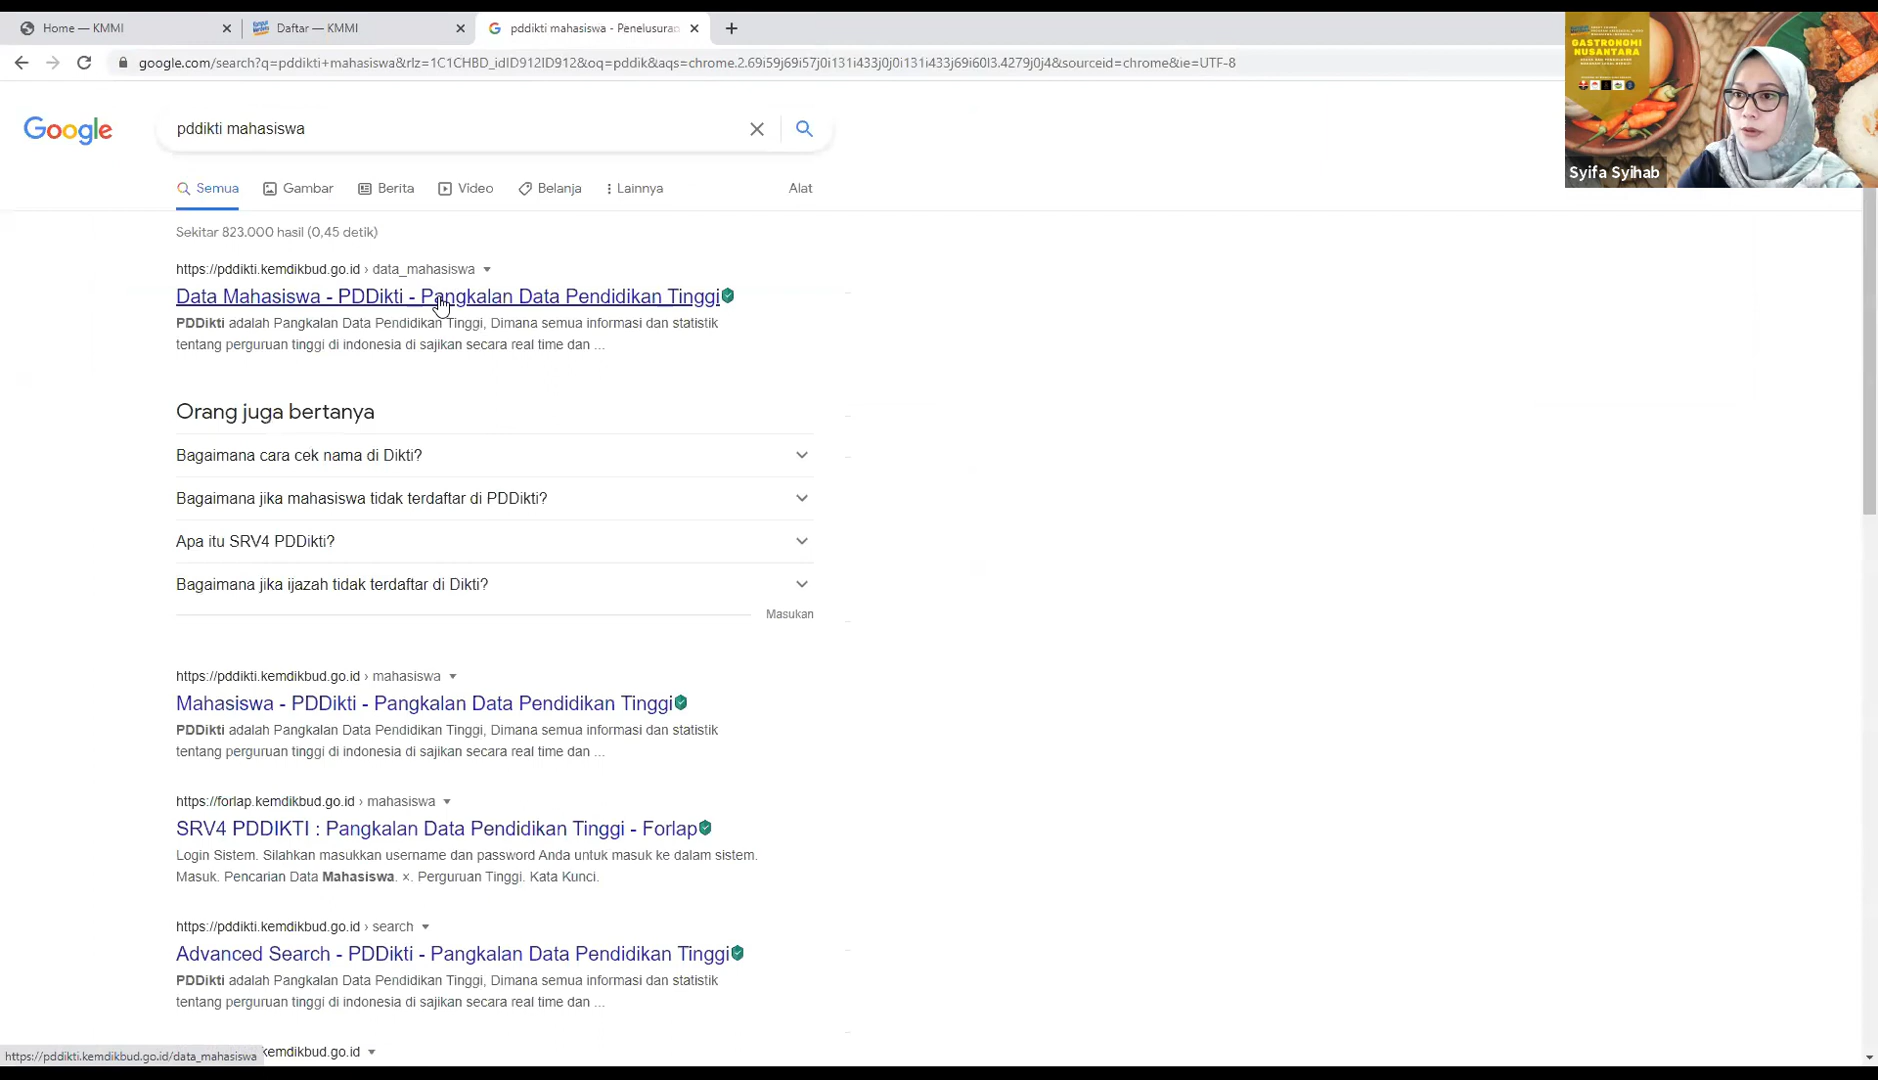 Home — KMMI
Daftar — KMMI
pddikti mahasiswa - Penelusuran
google.com/search?q=pddikti+mahasiswa&rlz=1C1CHBD_idID912ID912&oq=pddik&aqs=chrome.2.69i59j69i57j0i131i433j0j0i131i433j69i60l3.4279j0j4&sourceid=chrome&ie=UTF-8
GASTRONOMI
NUSANTARA
Syifa Syihab
Google
pddikti mahasiswa
Semua Gambar Berita Video Belanja Lainnya Alat
Sekitar 823.000 hasil (0,45 detik)
https://pddikti.kemdikbud.go.id › data_mahasiswa
Data Mahasiswa - PDDikti - Pangkalan Data Pendidikan Tinggi
PDDikti adalah Pangkalan Data Pendidikan Tinggi, Dimana semua informasi dan statistik
tentang perguruan tinggi di indonesia di sajikan secara real time dan ...
Orang juga bertanya
Bagaimana cara cek nama di Dikti?
Bagaimana jika mahasiswa tidak terdaftar di PDDikti?
Apa itu SRV4 PDDikti?
Bagaimana jika ijazah tidak terdaftar di Dikti?
Masukan
https://pddikti.kemdikbud.go.id › mahasiswa
Mahasiswa - PDDikti - Pangkalan Data Pendidikan Tinggi
PDDikti adalah Pangkalan Data Pendidikan Tinggi, Dimana semua informasi dan statistik
tentang perguruan tinggi di indonesia di sajikan secara real time dan ...
https://forlap.kemdikbud.go.id › mahasiswa
SRV4 PDDIKTI : Pangkalan Data Pendidikan Tinggi - Forlap
Login Sistem. Silahkan masukkan username dan password Anda untuk masuk ke dalam sistem.
Masuk. Pencarian Data Mahasiswa. ×. Perguruan Tinggi. Kata Kunci.
https://pddikti.kemdikbud.go.id › search
Advanced Search - PDDikti - Pangkalan Data Pendidikan Tinggi
PDDikti adalah Pangkalan Data Pendidikan Tinggi, Dimana semua informasi dan statistik
tentang perguruan tinggi di indonesia di sajikan secara real time dan ...
kemdikbud.go.id
https://pddikti.kemdikbud.go.id/data_mahasiswa